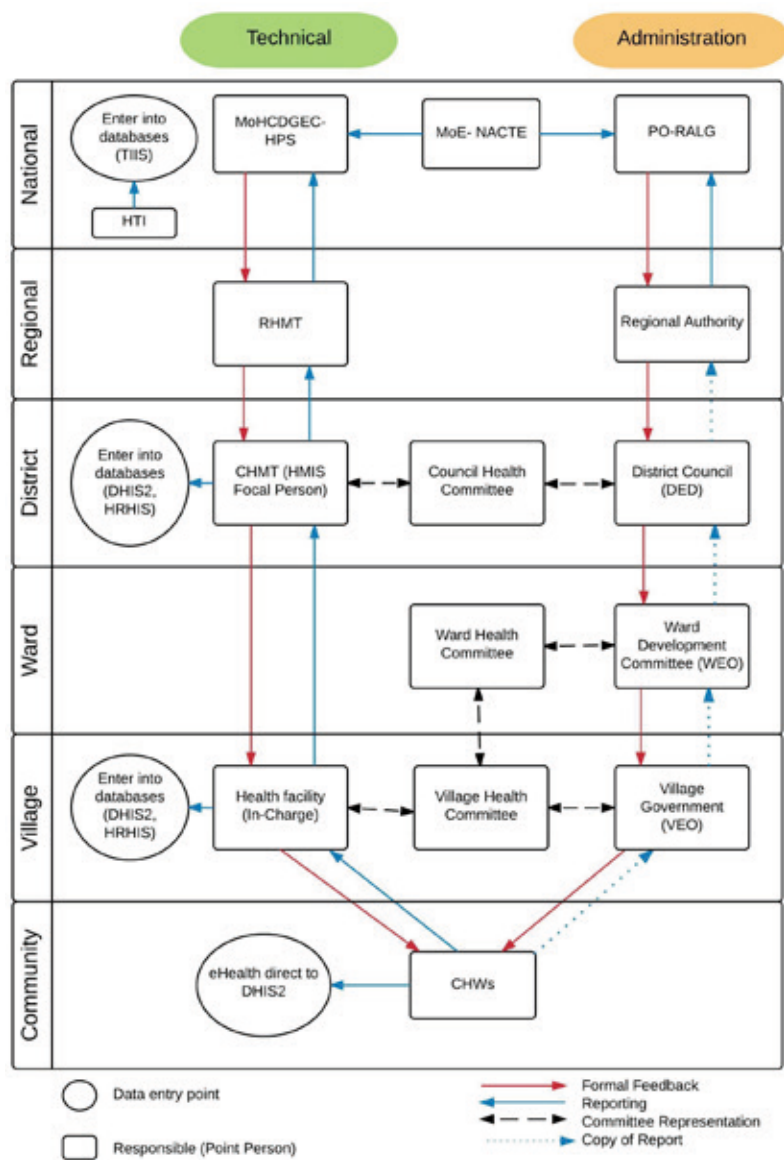 Technical
Administration
National
Enter into
databases
(TIIS)
HTI
MoHCDGEC-
HPS
MoE- NACTE
PO-RALG
Regional
RHMT
Regional Authority
District
Enter into
databases
(DHIS2,
HRHIS)
CHMT (HMIS
Focal Person)
Council Health
Committee
District Council
(DED)
Ward
Ward Health
Committee
Ward
Development
Committee (WEO)
Village
Enter into
databases
(DHIS2,
HRHIS)
Health facility
(In-Charge)
Village Health
Committee
Village
Government
(VEO)
Community
eHealth direct to
DHIS2
CHWs
Data entry point
Responsible (Point Person)
Formal Feedback
Reporting
Committee Representation
Copy of Report